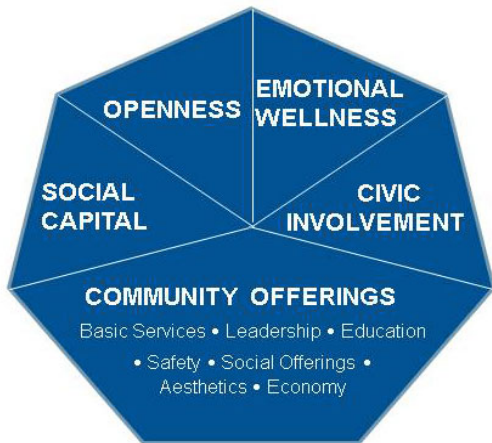 OPENNESS
EMOTIONAL
WELLNESS
SOCIAL
CAPITAL
CIVIC
INVOLVEMENT
COMMUNITY OFFERINGS
Basic Services • Leadership • Education
• Safety • Social Offerings •
Aesthetics • Economy